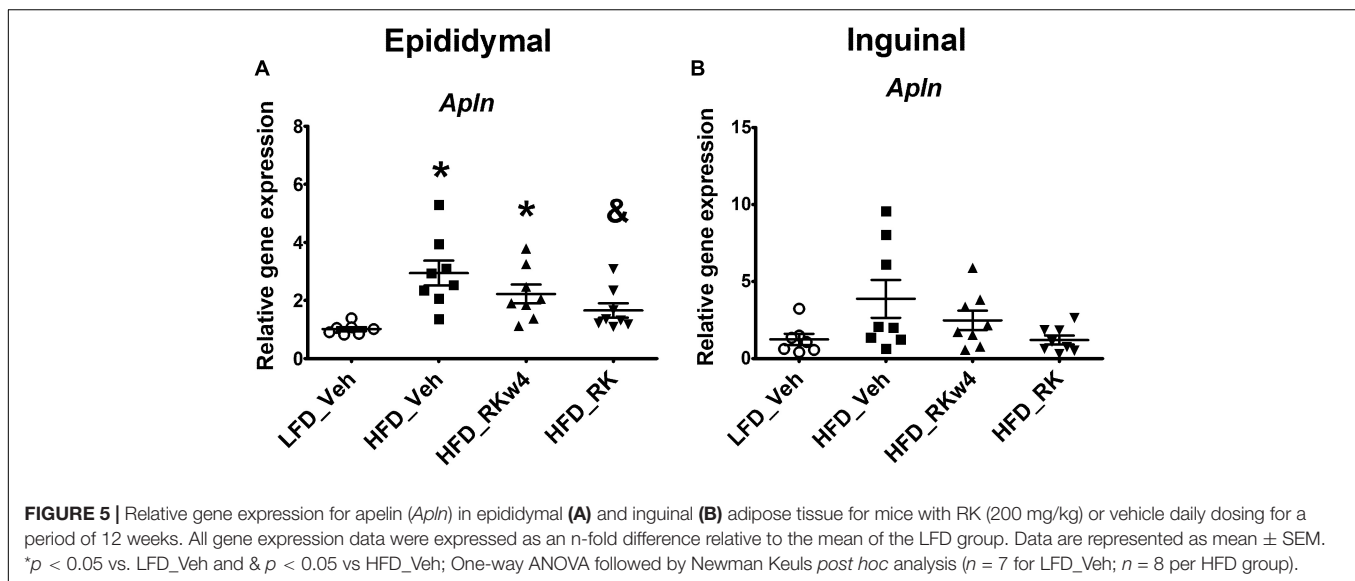 Epididymal
Inguinal
A
Apln
Relative gene expression
8
6
4
2
0
*
*
&
LFD_Veh
HFD_Veh
HFD_RKw4
HFD_RK
B
Apln
Relative gene expression
15
10
5
0
LFD_Veh
HFD_Veh
HFD_RKw4
HFD_RK
FIGURE 5 | Relative gene expression for apelin (Apln) in epididymal (A) and inguinal (B) adipose tissue for mice with RK (200 mg/kg) or vehicle daily dosing for a
period of 12 weeks. All gene expression data were expressed as an n-fold difference relative to the mean of the LFD group. Data are represented as mean ± SEM.
*p < 0.05 vs. LFD_Veh and & p < 0.05 vs HFD_Veh; One-way ANOVA followed by Newman Keuls post hoc analysis (n = 7 for LFD_Veh; n = 8 per HFD group).